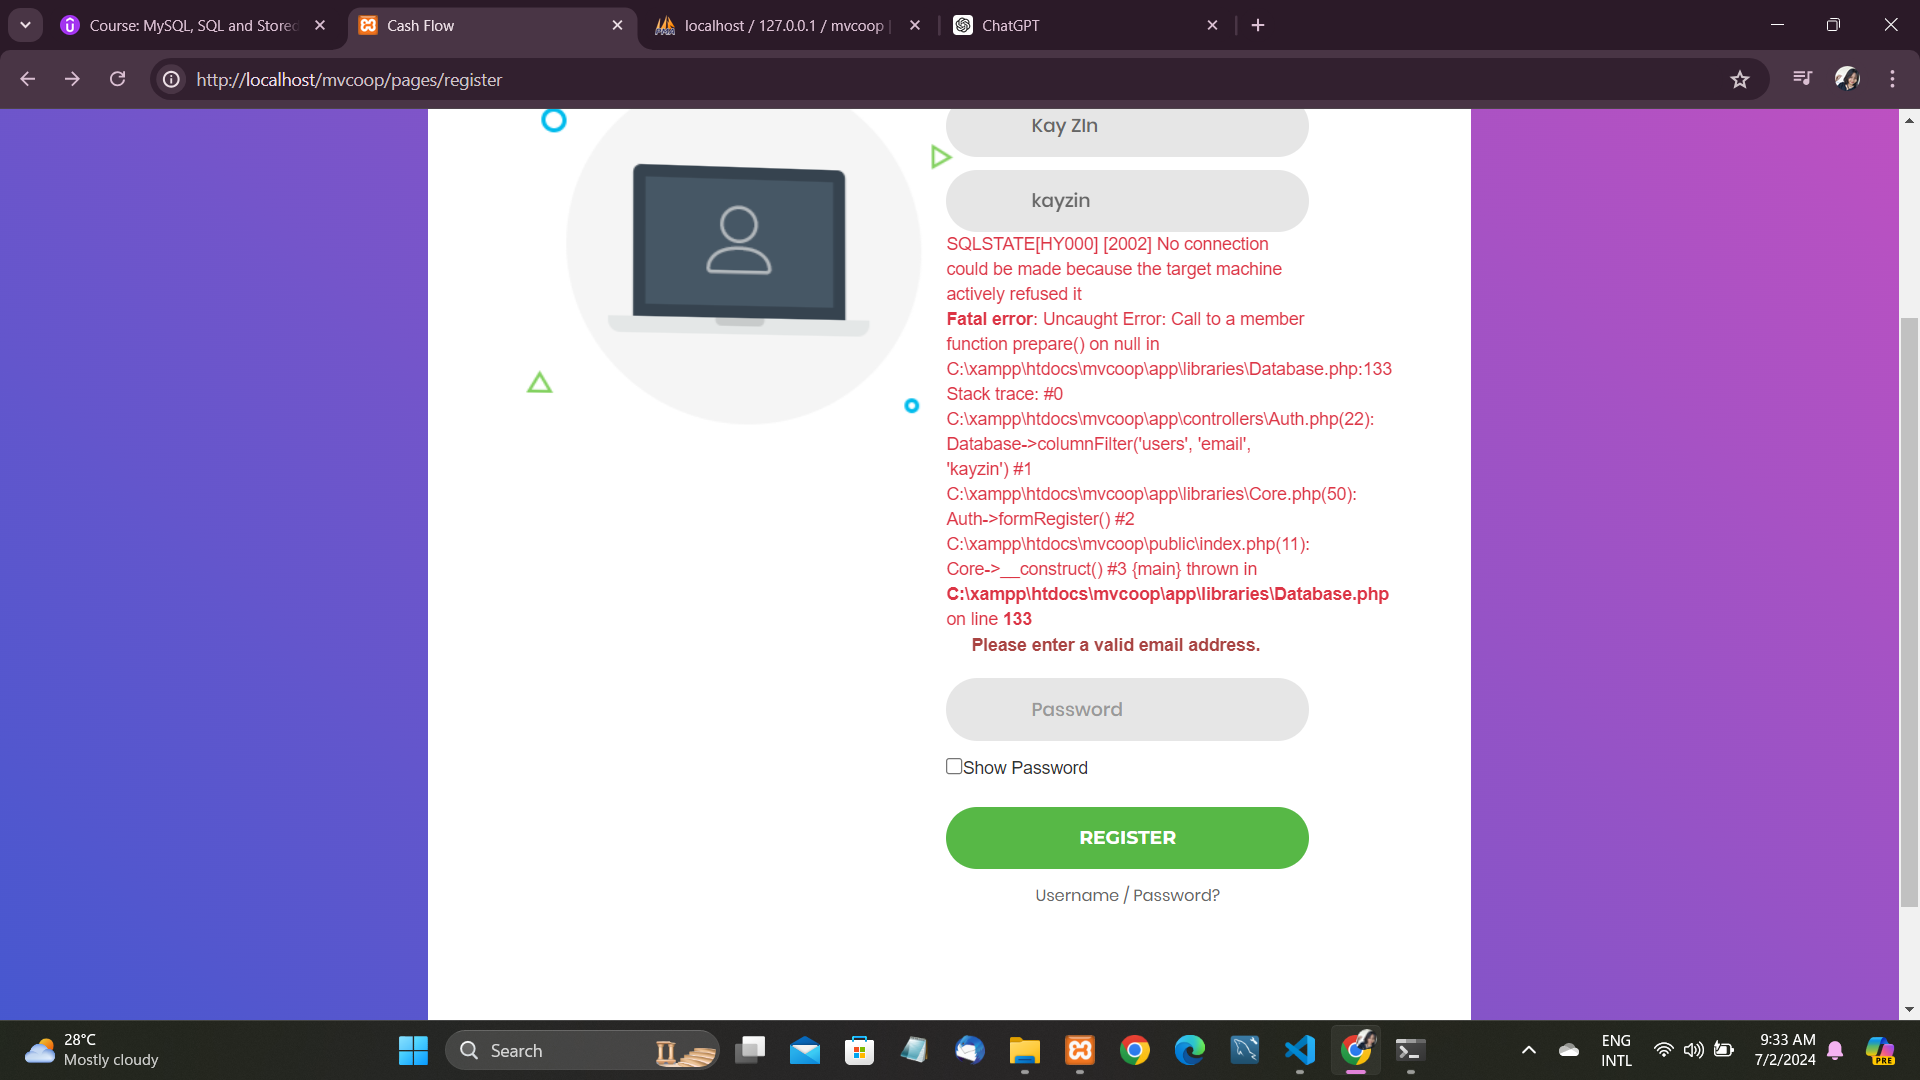 Course: MySQL, SQL and Stored
Cash Flow
localhost / 127.0.0.1 / mvcoop |
ChatGPT
http://localhost/mvcoop/pages/register
Kay ZIn
kayzin
SQLSTATE[HY000] [2002] No connection
could be made because the target machine
actively refused it
Fatal error: Uncaught Error: Call to a member
function prepare() on null in
C:\xampp\htdocs\mvcoop\app\libraries\Database.php:133
Stack trace: #0
C:\xampp\htdocs\mvcoop\app\controllers\Auth.php(22):
Database->columnFilter('users', 'email',
'kayzin') #1
C:\xampp\htdocs\mvcoop\app\libraries\Core.php(50):
Auth->formRegister() #2
C:\xampp\htdocs\mvcoop\public\index.php(11):
Core->__construct() #3 {main} thrown in
C:\xampp\htdocs\mvcoop\app\libraries\Database.php
on line 133
Please enter a valid email address.
Password
Show Password
REGISTER
Username / Password?
28°C
Mostly cloudy
Search
ENG
INTL
9:33 AM
7/2/2024
PRE